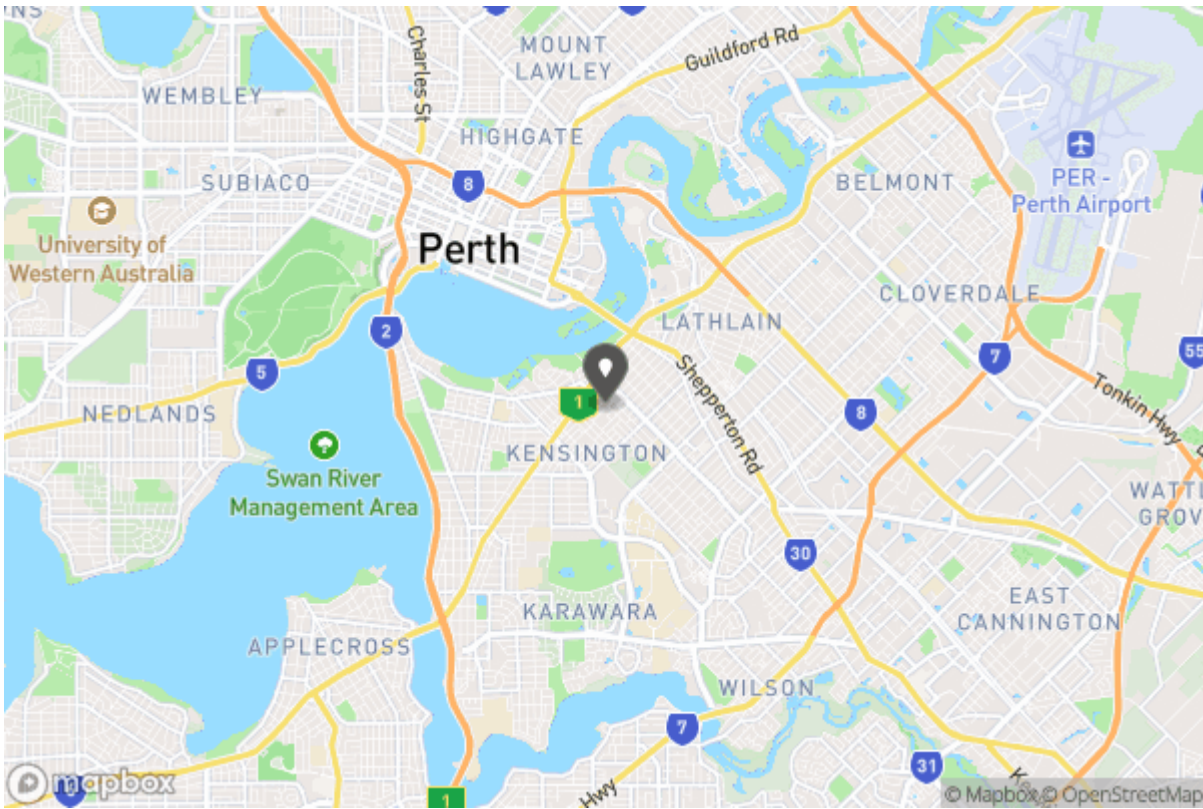 NS
MOUNT
LAWLEY
Guildford Rd
Charles St
WEMBLEY
HIGHGATE
SUBIACO
8
BELMONT
PER -
Perth Airport
University of
Western Australia
Perth
CLOVERDALE
2
LATHLAIN
7
55
5
1
Shepperton Rd
Tonkin Hwy
NEDLANDS
8
KENSINGTON
Swan River
Management Area
WATTL
GROV
30
EAST
CANNINGTON
KARAWARA
APPLECROSS
WILSON
7
31
mapbox
1
Hwy
© Mapbox © OpenStreetMap